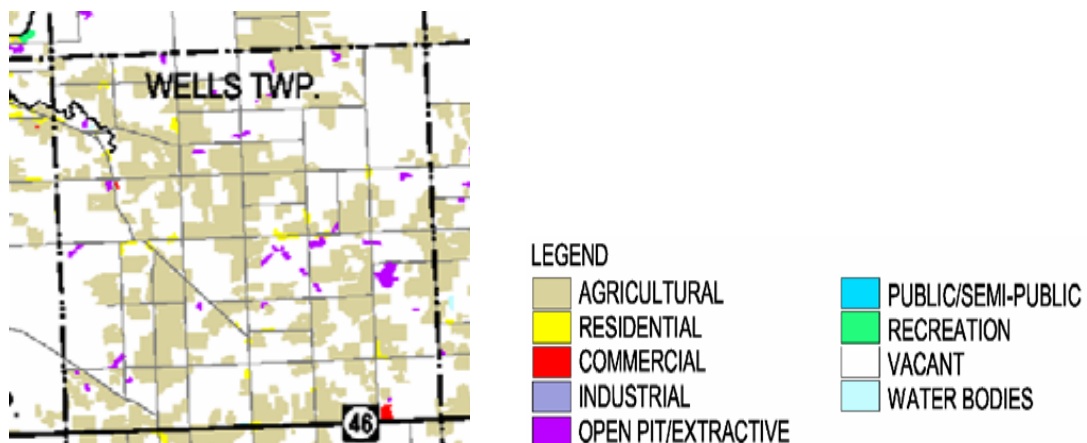 WELLS TWP.
46
LEGEND
AGRICULTURAL
RESIDENTIAL
COMMERCIAL
INDUSTRIAL
OPEN PIT/EXTRACTIVE
PUBLIC/SEMI-PUBLIC
RECREATION
VACANT
WATER BODIES